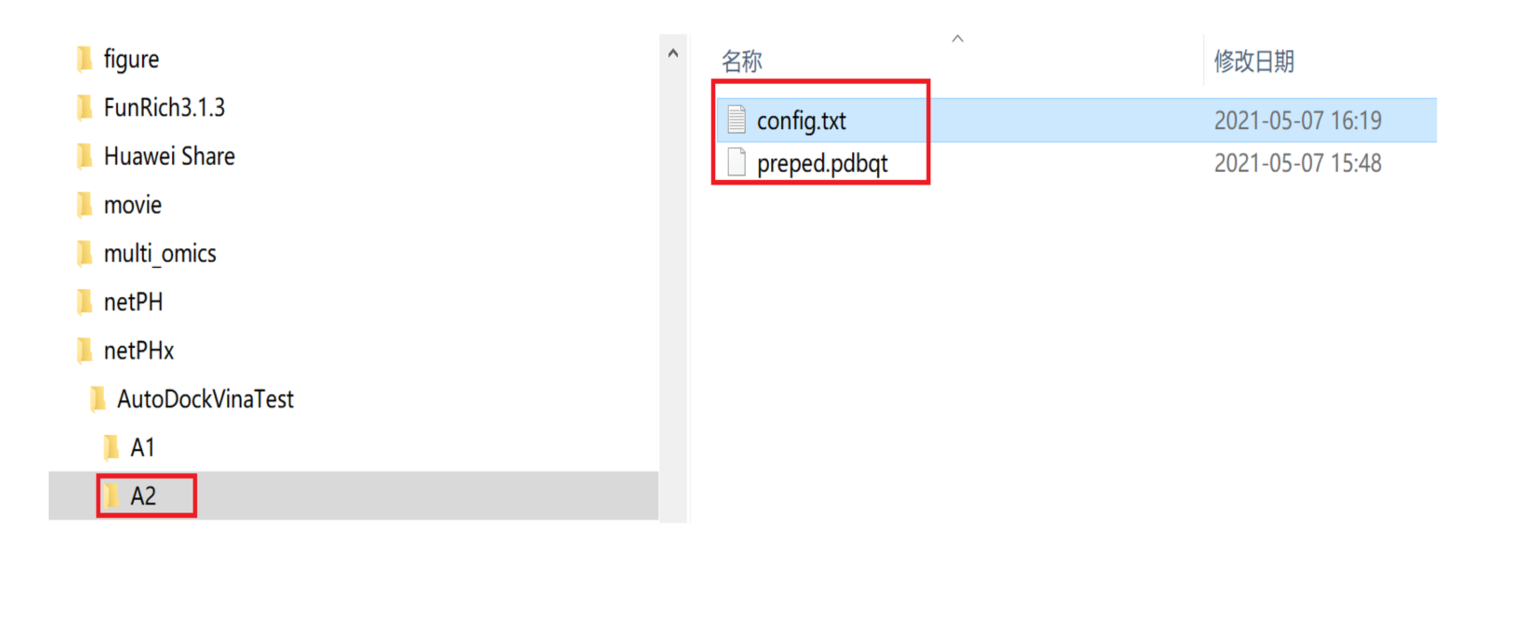 figure
FunRich3.1.3
Huawei Share
movie
multi_omics
netPH
netPHx
AutoDockVinaTest
A1
A2
名称 修改日期
config.txt 2021-05-07 16:19
preped.pdbqt 2021-05-07 15:48